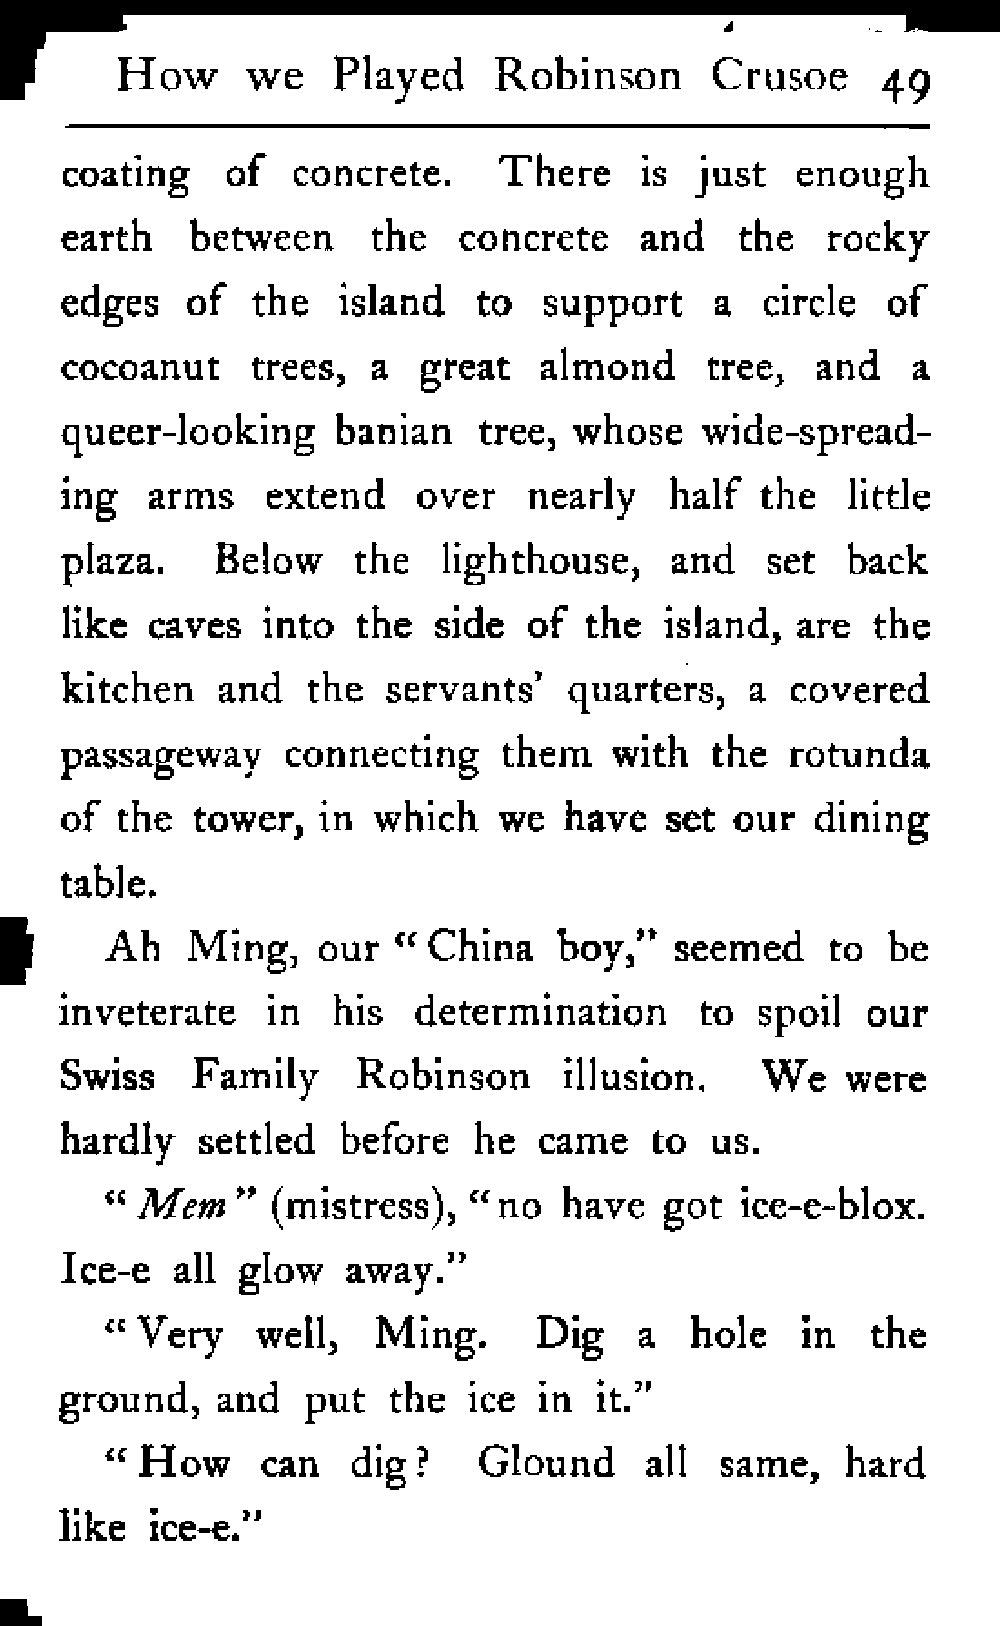 How we Played Robinson Crusoe 49
coating of concrete. There is just enough
earth between the concrete and the rocky
edges of the island to support a circle of
cocoanut trees, a great almond tree, and a
queer-looking banian tree, whose wide-spread-
ing arms extend over nearly half the little
plaza. Below the lighthouse, and set back
like caves into the side of the island, are the
kitchen and the servants' quarters, a covered
passageway connecting them with the rotunda
of the tower, in which we have set our dining
table.
Ah Ming, our “China boy,” seemed to be
inveterate in his determination to spoil our
Swiss Family Robinson illusion. We were
hardly settled before he came to us.
“Mem” (mistress), “no have got ice-e-blox.
Ice-e all glow away.”
“Very well, Ming. Dig a hole in the
ground, and put the ice in it.”
“How can dig? Glound all same, hard
like ice-e.”